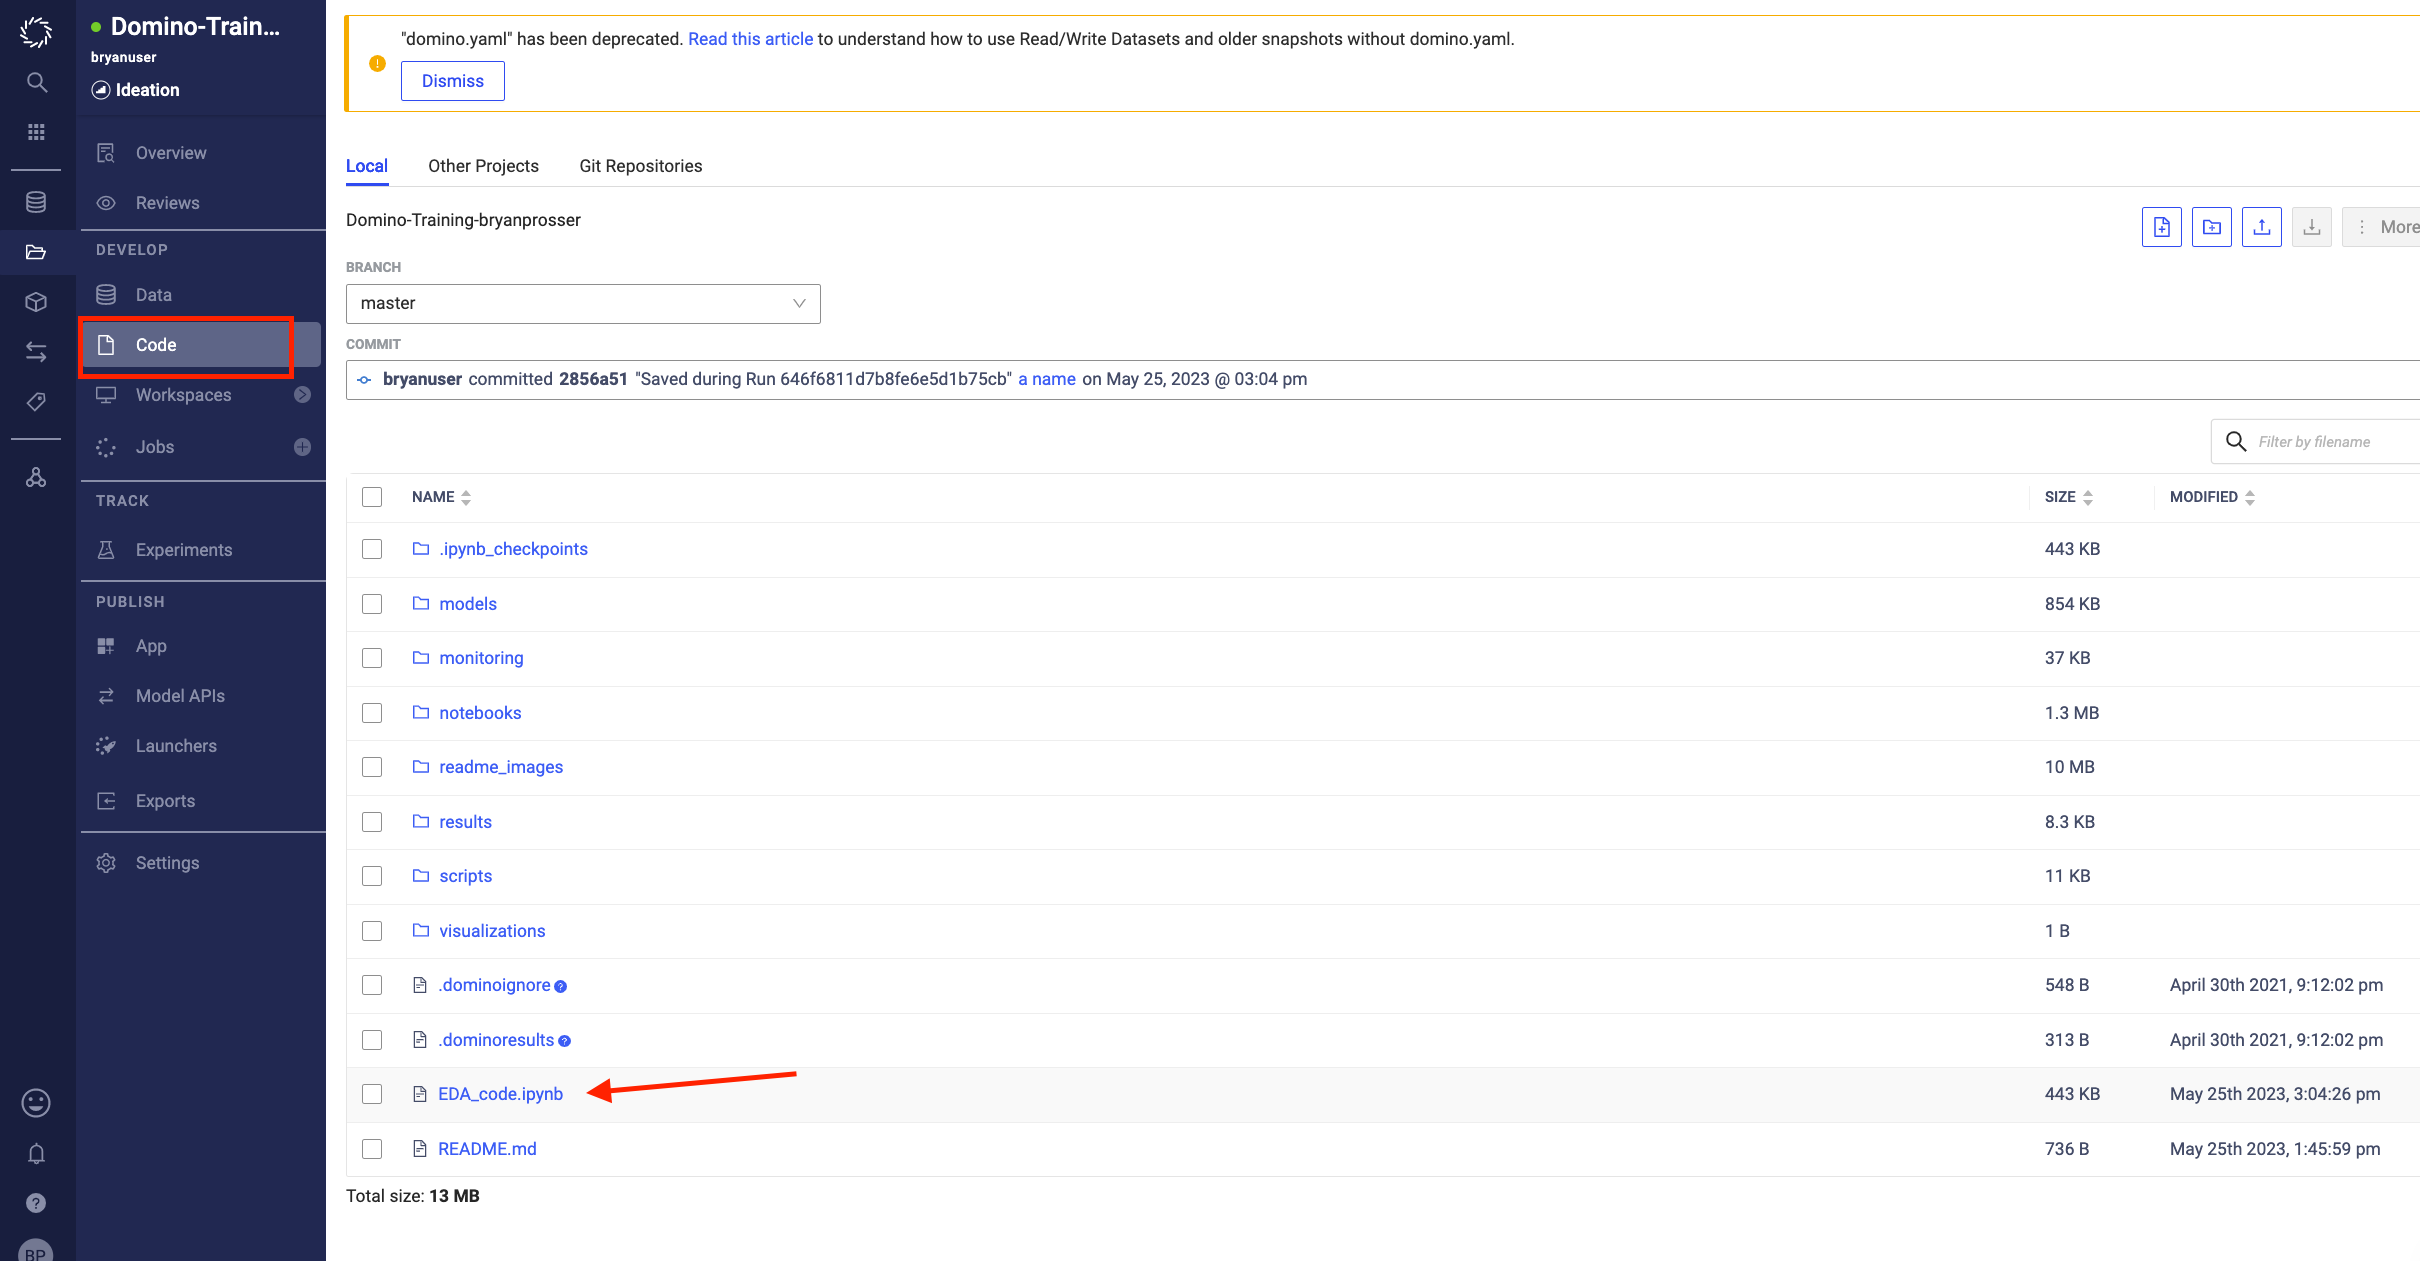 Domino-Train...
bryanuser
Ideation
Overview
Reviews
DEVELOP
Data
Code
Workspaces
Jobs
TRACK
Experiments
PUBLISH
App
Model APIs
Launchers
Exports
Settings
BP
"domino.yaml" has been deprecated. Read this article to understand how to use Read/Write Datasets and older snapshots without domino.yaml.
Dismiss
Local Other Projects Git Repositories
Domino-Training-bryanprosser
More
BRANCH
master
COMMIT
bryanuser committed 2856a51 "Saved during Run 646f6811d7b8fe6e5d1b75cb" a name on May 25, 2023 @ 03:04 pm
Filter by filename
NAME SIZE MODIFIED
.ipynb_checkpoints 443 KB
models 854 KB
monitoring 37 KB
notebooks 1.3 MB
readme_images 10 MB
results 8.3 KB
scripts 11 KB
visualizations 1 B
.dominoignore 548 B April 30th 2021, 9:12:02 pm
.dominoresults 313 B April 30th 2021, 9:12:02 pm
EDA_code.ipynb 443 KB May 25th 2023, 3:04:26 pm
README.md 736 B May 25th 2023, 1:45:59 pm
Total size: 13 MB